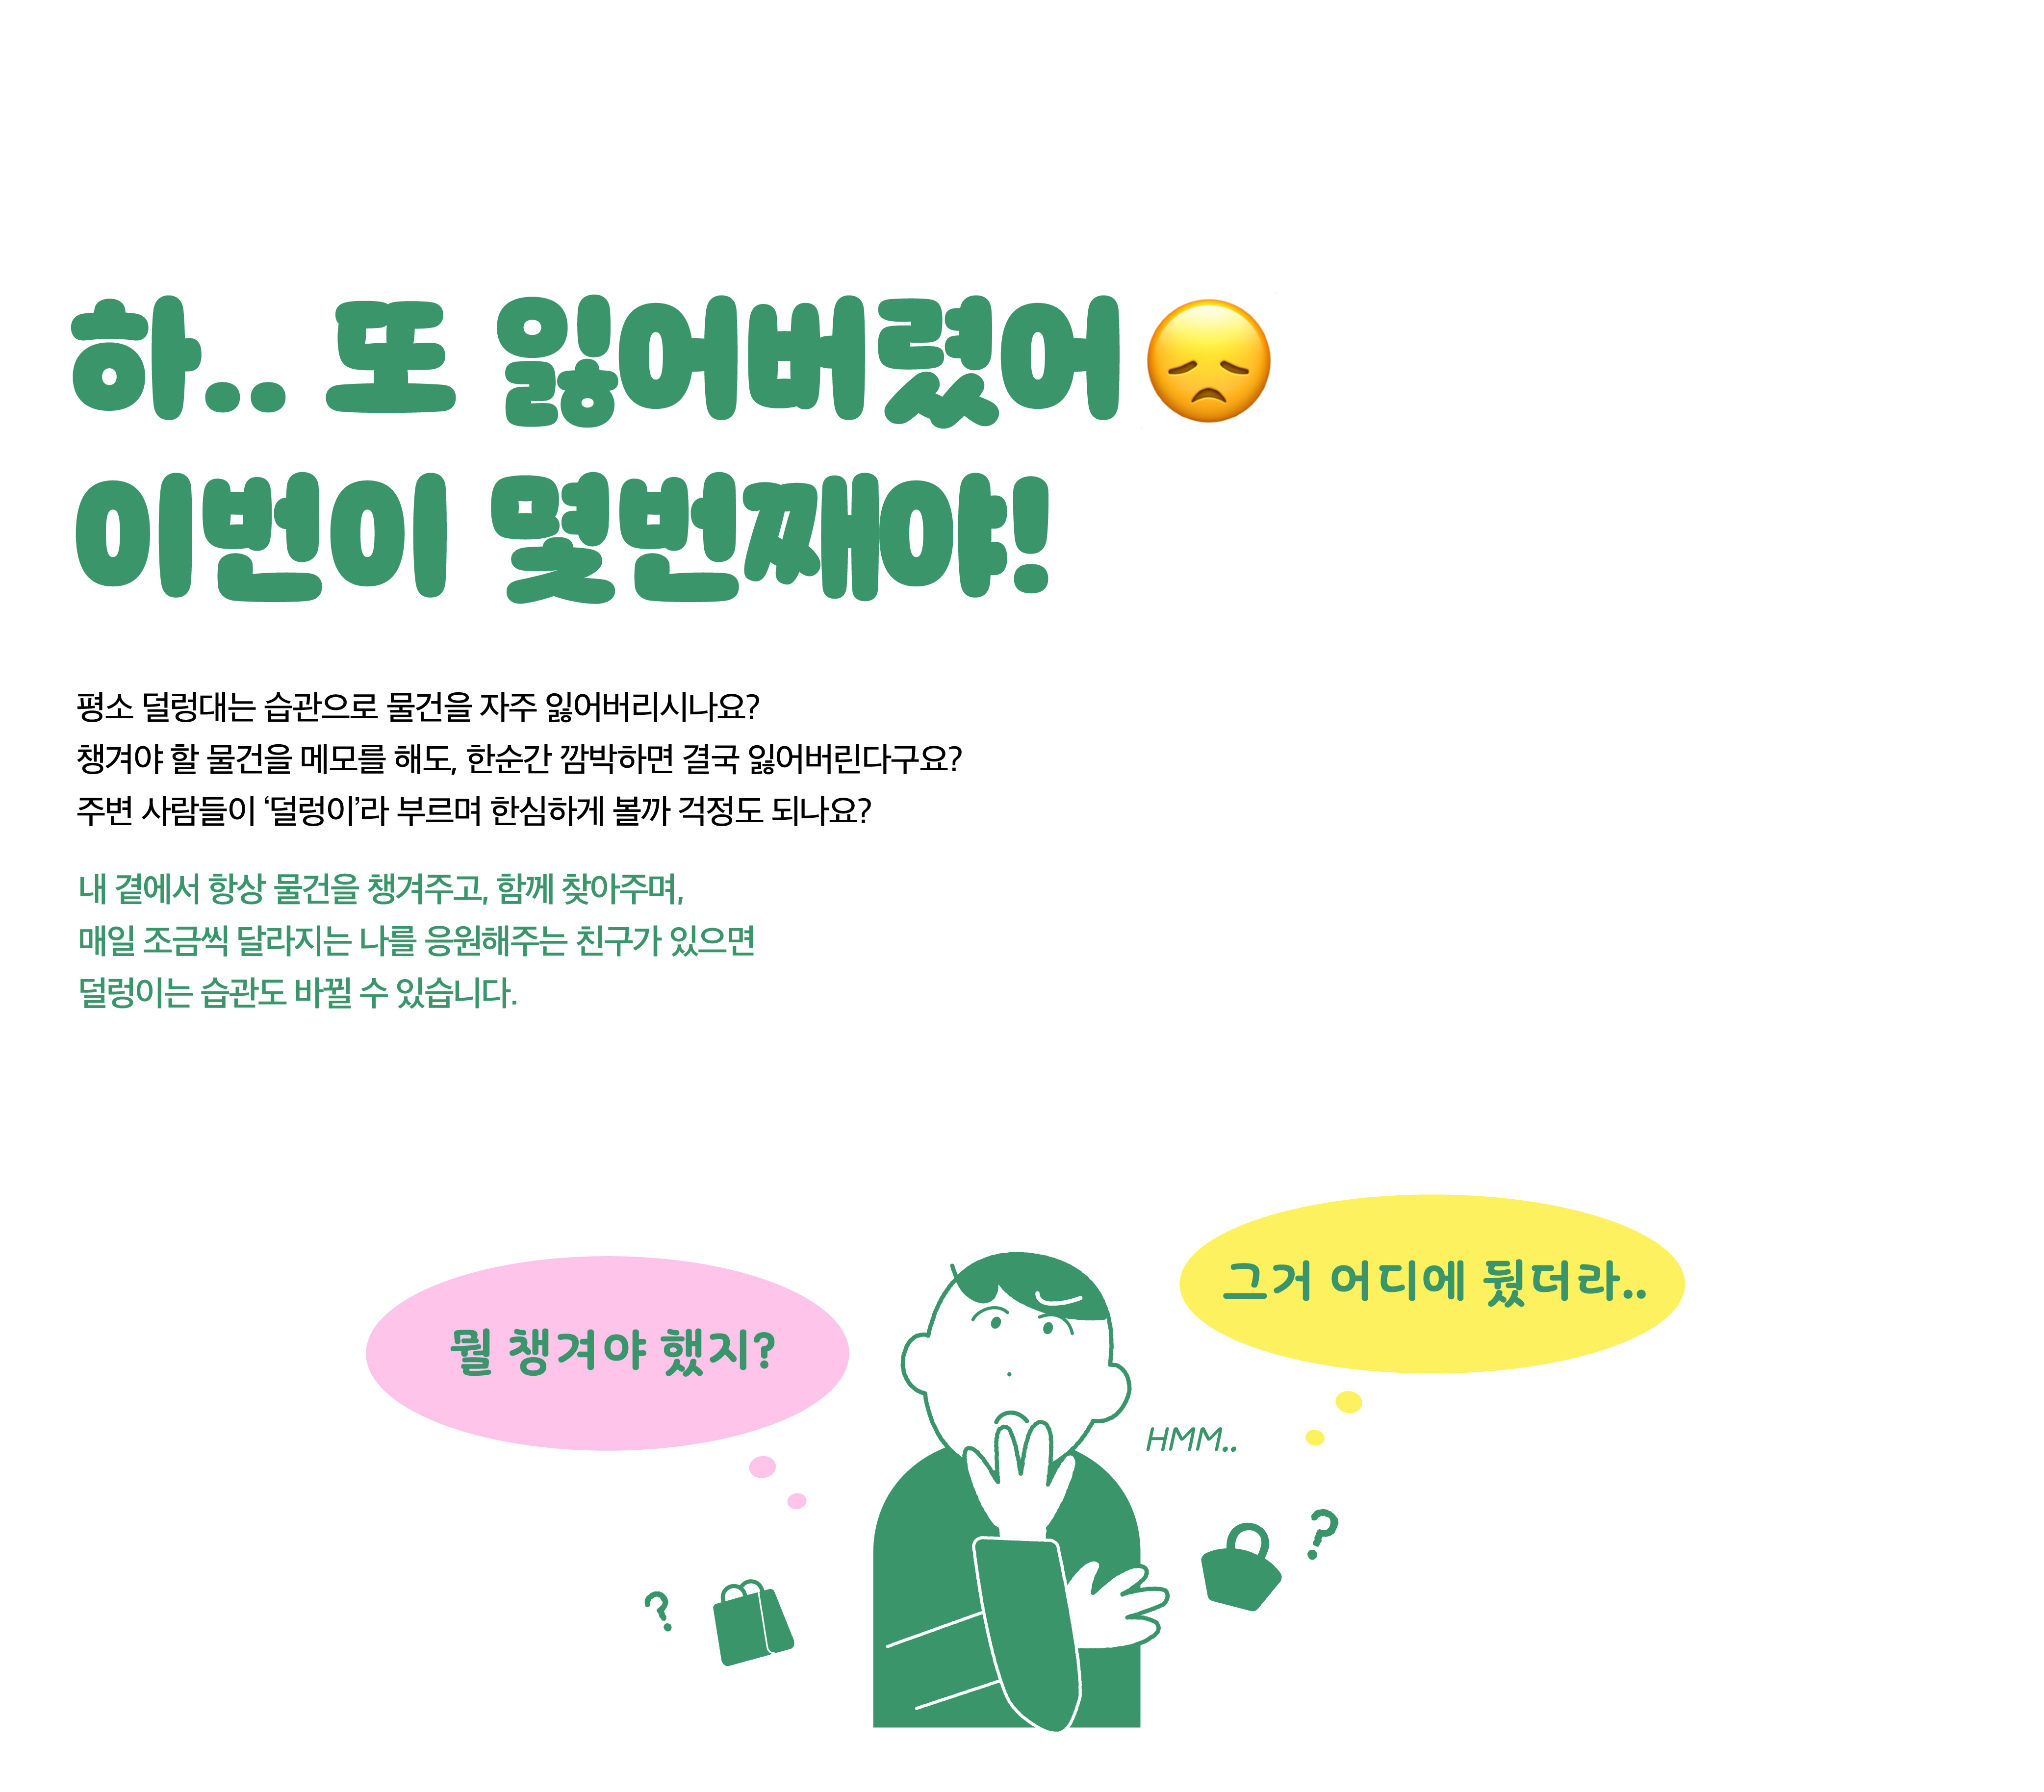 하.. 또 잃어버렸어 😞
이번이 몇번째야!
평소 덜렁대는 습관으로 물건을 자주 잃어버리시나요?
챙겨야 할 물건을 메모를 해도, 한순간 깜박하면 결국 잃어버린다구요?
주변 사람들이 ‘덜렁이’라 부르며 한심하게 볼까 걱정도 되나요?
내 곁에서 항상 물건을 챙겨주고, 함께 찾아주며,
매일 조금씩 달라지는 나를 응원해주는 친구가 있으면
덜렁이는 습관도 바뀔 수 있습니다.
그거 어디에 뒀더라..
뭘 챙겨야 했지?
HMM..
?
?